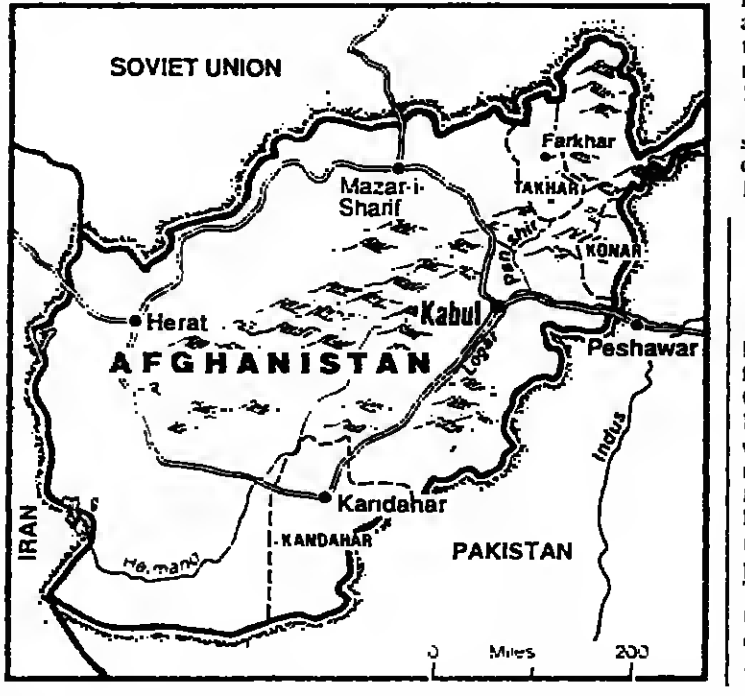 SOVIET UNION
Farkhar
Mazar-i-
Sharif
TAKHAR
Panjshir
KONAR
Kabul
Herat
Peshawar
AFGHANISTAN
Logar
Indus
Kandahar
IRAN
KANDAHAR
PAKISTAN
Helmand
0 Miles 200